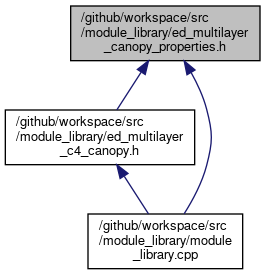 /github/workspace/src
/module_library/ed_multilayer
_canopy_properties.h
/github/workspace/src
/module_library/ed_multilayer
_c4_canopy.h
/github/workspace/src
/module_library/module
_library.cpp